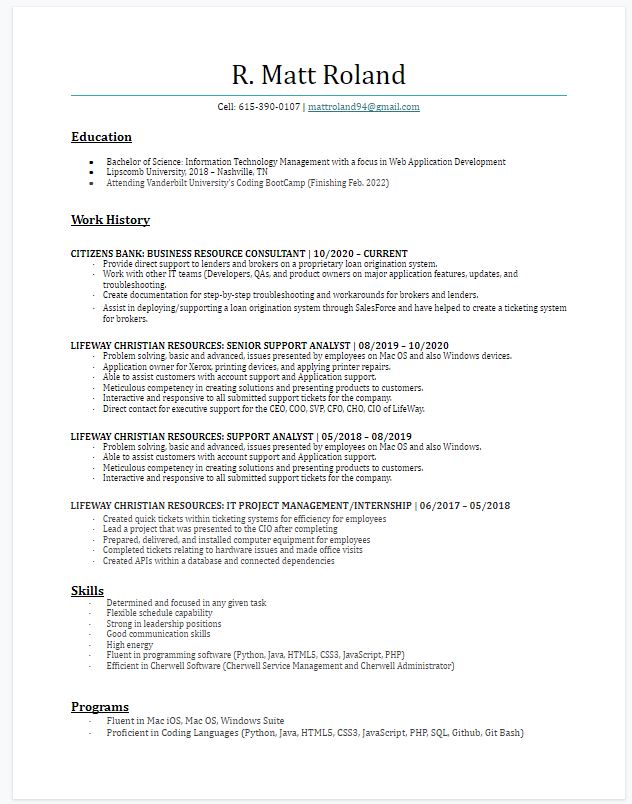 R. Matt Roland
Cell: 615-390-0107 | mattroland94@gmail.com
Education
● Bachelor of Science: Information Technology Management with a focus in Web Application Development
● Lipscomb University, 2018 – Nashville, TN
● Attending Vanderbilt University's Coding BootCamp (Finishing Feb. 2022)
Work History
CITIZENS BANK: BUSINESS RESOURCE CONSULTANT | 10/2020 – CURRENT
· Provide direct support to lenders and brokers on a proprietary loan origination system.
· Work with other IT teams (Developers, QAs, and product owners on major application features, updates, and
troubleshooting.
· Create documentation for step-by-step troubleshooting and workarounds for brokers and lenders.
· Assist in deploying/supporting a loan origination system through SalesForce and have helped to create a ticketing system
for brokers.
LIFEWAY CHRISTIAN RESOURCES: SENIOR SUPPORT ANALYST | 08/2019 – 10/2020
· Problem solving, basic and advanced, issues presented by employees on Mac OS and also Windows devices.
· Application owner for Xerox, printing devices, and applying printer repairs.
· Able to assist customers with account support and Application support.
· Meticulous competency in creating solutions and presenting products to customers.
· Interactive and responsive to all submitted support tickets for the company.
· Direct contact for executive support for the CEO, COO, SVP, CFO, CHO, CIO of LifeWay.
LIFEWAY CHRISTIAN RESOURCES: SUPPORT ANALYST | 05/2018 – 08/2019
· Problem solving, basic and advanced, issues presented by employees on Mac OS and also Windows.
· Able to assist customers with account support and Application support.
· Meticulous competency in creating solutions and presenting products to customers.
· Interactive and responsive to all submitted support tickets for the company.
LIFEWAY CHRISTIAN RESOURCES: IT PROJECT MANAGEMENT/INTERNSHIP | 06/2017 – 05/2018
· Created quick tickets within ticketing systems for efficiency for employees
· Lead a project that was presented to the CIO after completing
· Prepared, delivered, and installed computer equipment for employees
· Completed tickets relating to hardware issues and made office visits
· Created APIs within a database and connected dependencies
Skills
· Determined and focused in any given task
· Flexible schedule capability
· Strong in leadership positions
· Good communication skills
· High energy
· Fluent in programming software (Python, Java, HTML5, CSS3, JavaScript, PHP)
· Efficient in Cherwell Software (Cherwell Service Management and Cherwell Administrator)
Programs
· Fluent in Mac iOS, Mac OS, Windows Suite
· Proficient in Coding Languages (Python, Java, HTML5, CSS3, JavaScript, PHP, SQL, Github, Git Bash)